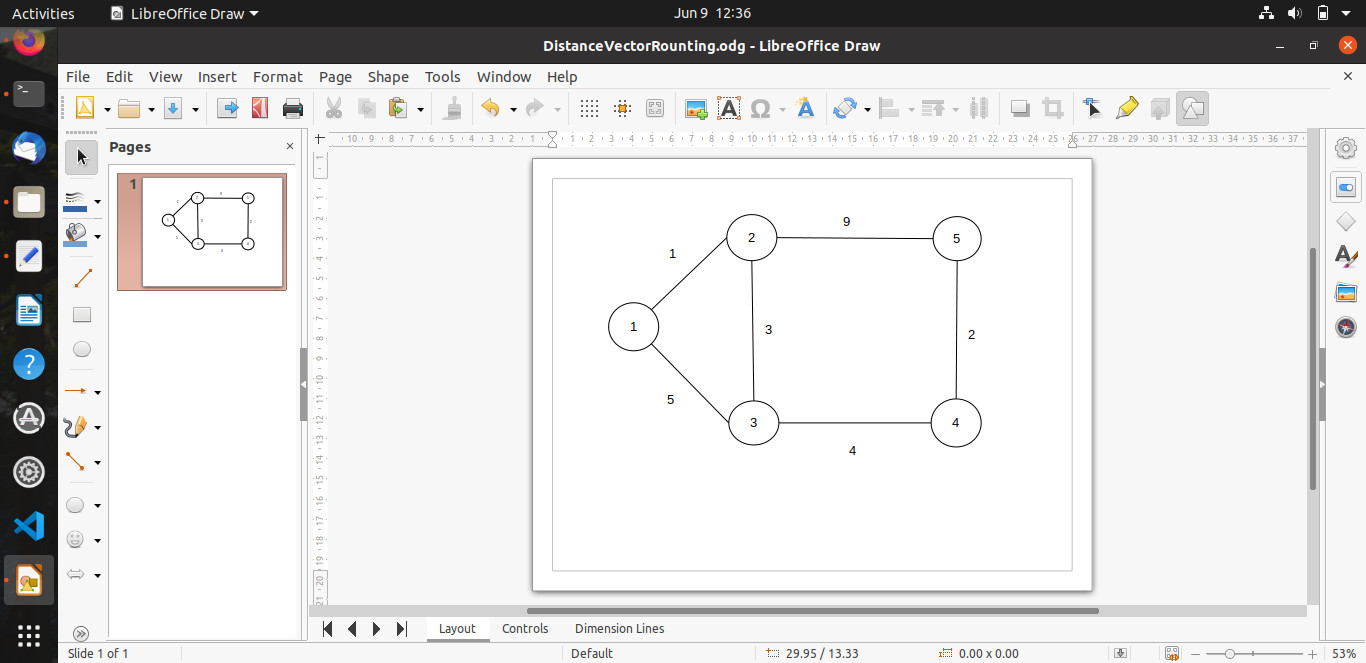 Activities LibreOffice Draw Jun 9 12:36
DistanceVectorRounting.odg - LibreOffice Draw
File Edit View Insert Format Page Shape Tools Window Help
Pages
1
2
9
5
1
1
3
2
5
3
4
4
Layout Controls Dimension Lines
Slide 1 of 1 Default 29.95 / 13.33 0.00 x 0.00 53%